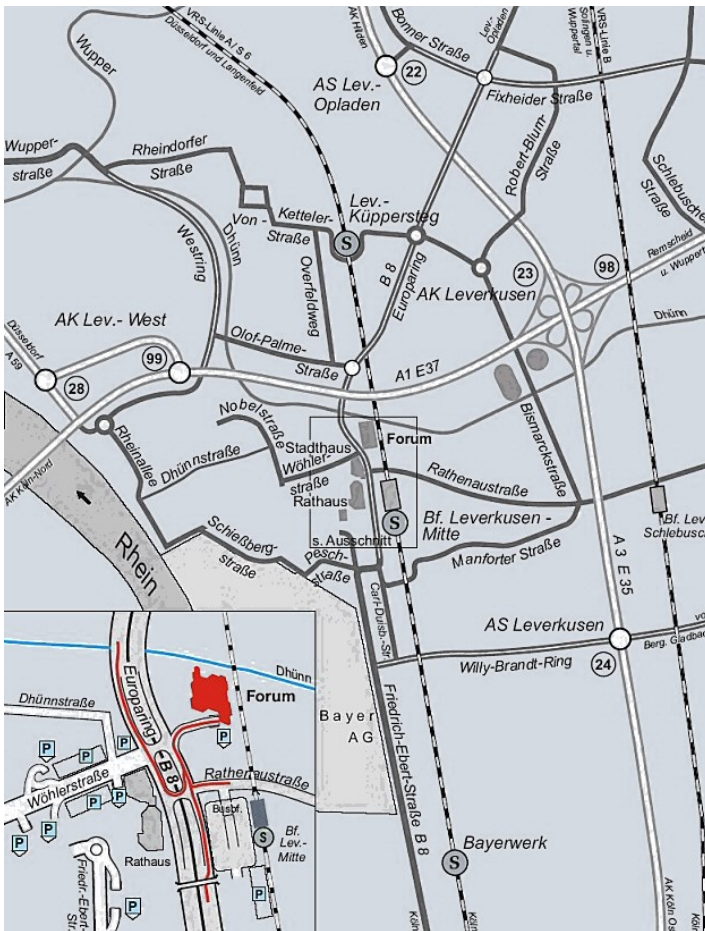 VRS-Linie A / S 6
Düsseldorf und Langenfeld
AK Hilden
Bonner Straße
Lev.-
Opladen
VRS-Linie B
Solingen u.
Wuppertal
Wupper
22
AS Lev.-
Opladen
Fixheider Straße
Wupper-
straße
Rheindorfer
Straße
Robert-Blum-
Straße
Schlebuscher
Straße
Lev.-
Küppersteg
Von -
Ketteler-
Straße
S
Westring
Dhünn
Overfeldweg
B 8
Europaring
23
98
Remscheid
u. Wuppertal
AK Leverkusen
AK Lev.- West
Düsseldorf
A 59
99
28
Olof-Palme-
Straße
A1 E37
Dhünn
Nobelstraße
Rheinallee
Dhünnstraße
Stadthaus
Forum
Wöhler-
straße
Rathaus
Bismarckstraße
Rathenaustraße
AK Köln-Nord
Rhein
S
Bf. Leverkusen -
Mitte
Bf. Lev
Schlebusc
s. Ausschnitt
Schießberg-
straße
Pesch-
straße
Manforter Straße
A 3 E 35
Carl-Duisb.-Str.
AS Leverkusen
24
Willy-Brandt-Ring
Berg. Gladba
Bayer
AG
Friedrich-Ebert-Straße B 8
Bayerwerk
S
Köln
Köln
AK Köln Os
Köln
Europaring
Dhünn
Forum
Dhünnstraße
P
B 8
P
P
P
P
Rathenaustraße
Wöhlerstraße
P
P
P
P
Busbf.
Rathaus
S
Bf.
Lev.-
Mitte
Friedr.-Ebert-
Str.
P
P